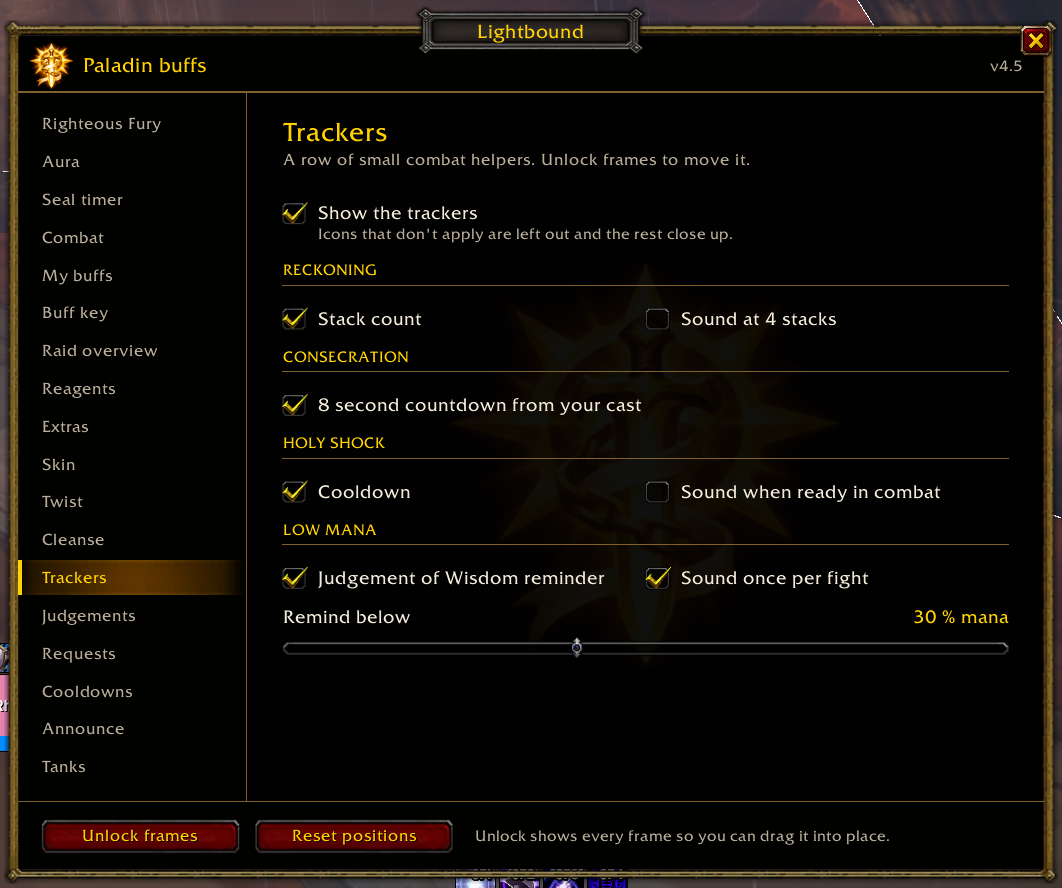 Lightbound
Paladin buffs
v4.5
Righteous Fury
Aura
Seal timer
Combat
My buffs
Buff key
Raid overview
Reagents
Extras
Skin
Twist
Cleanse
Trackers
Judgements
Requests
Cooldowns
Announce
Tanks
Trackers
A row of small combat helpers. Unlock frames to move it.
Show the trackers
Icons that don't apply are left out and the rest close up.
RECKONING
Stack count
Sound at 4 stacks
CONSECRATION
8 second countdown from your cast
HOLY SHOCK
Cooldown
Sound when ready in combat
LOW MANA
Judgement of Wisdom reminder
Sound once per fight
Remind below
30 % mana
Unlock frames
Reset positions
Unlock shows every frame so you can drag it into place.